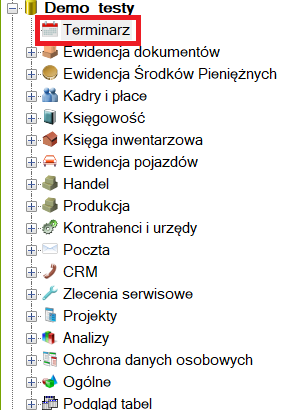 Demo_testy
Terminarz
Ewidencja dokumentów
Ewidencja Środków Pieniężnych
Kadry i płace
Księgowość
Księga inwentarzowa
Ewidencja pojazdów
Handel
Produkcja
Kontrahenci i urzędy
Poczta
CRM
Zlecenia serwisowe
Projekty
Analizy
Ochrona danych osobowych
Ogólne
Podgląd tabel